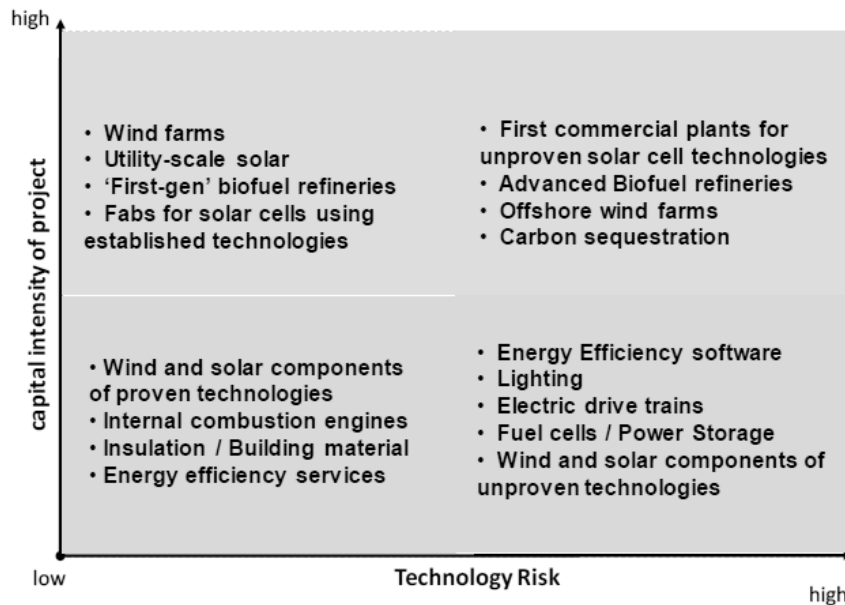 high
capital intensity of project
• Wind farms
• Utility-scale solar
• ‘First-gen’ biofuel refineries
• Fabs for solar cells using
established technologies
• First commercial plants for
unproven solar cell technologies
• Advanced Biofuel refineries
• Offshore wind farms
• Carbon sequestration
• Wind and solar components
of proven technologies
• Internal combustion engines
• Insulation / Building material
• Energy efficiency services
• Energy Efficiency software
• Lighting
• Electric drive trains
• Fuel cells / Power Storage
• Wind and solar components of
unproven technologies
low
Technology Risk
high